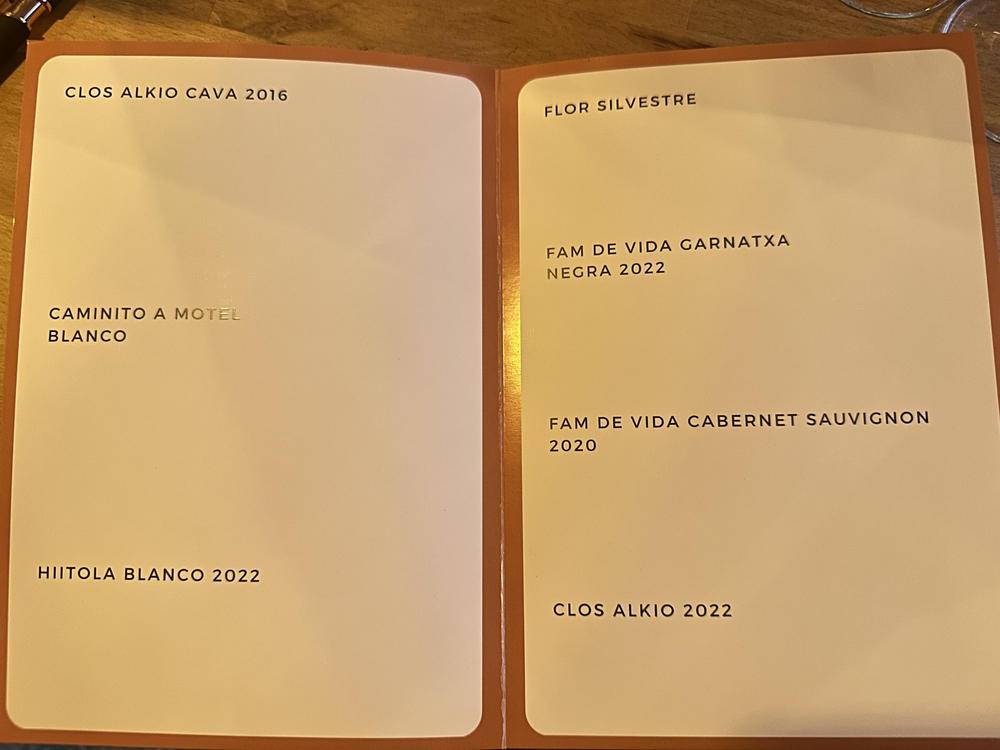 CLOS ALKIO CAVA 2016
CAMINITO A MOTEL
BLANCO
HIITOLA BLANCO 2022
FLOR SILVESTRE
FAM DE VIDA GARNATXA
NEGRA 2022
FAM DE VIDA CABERNET SAUVIGNON
2020
CLOS ALKIO 2022